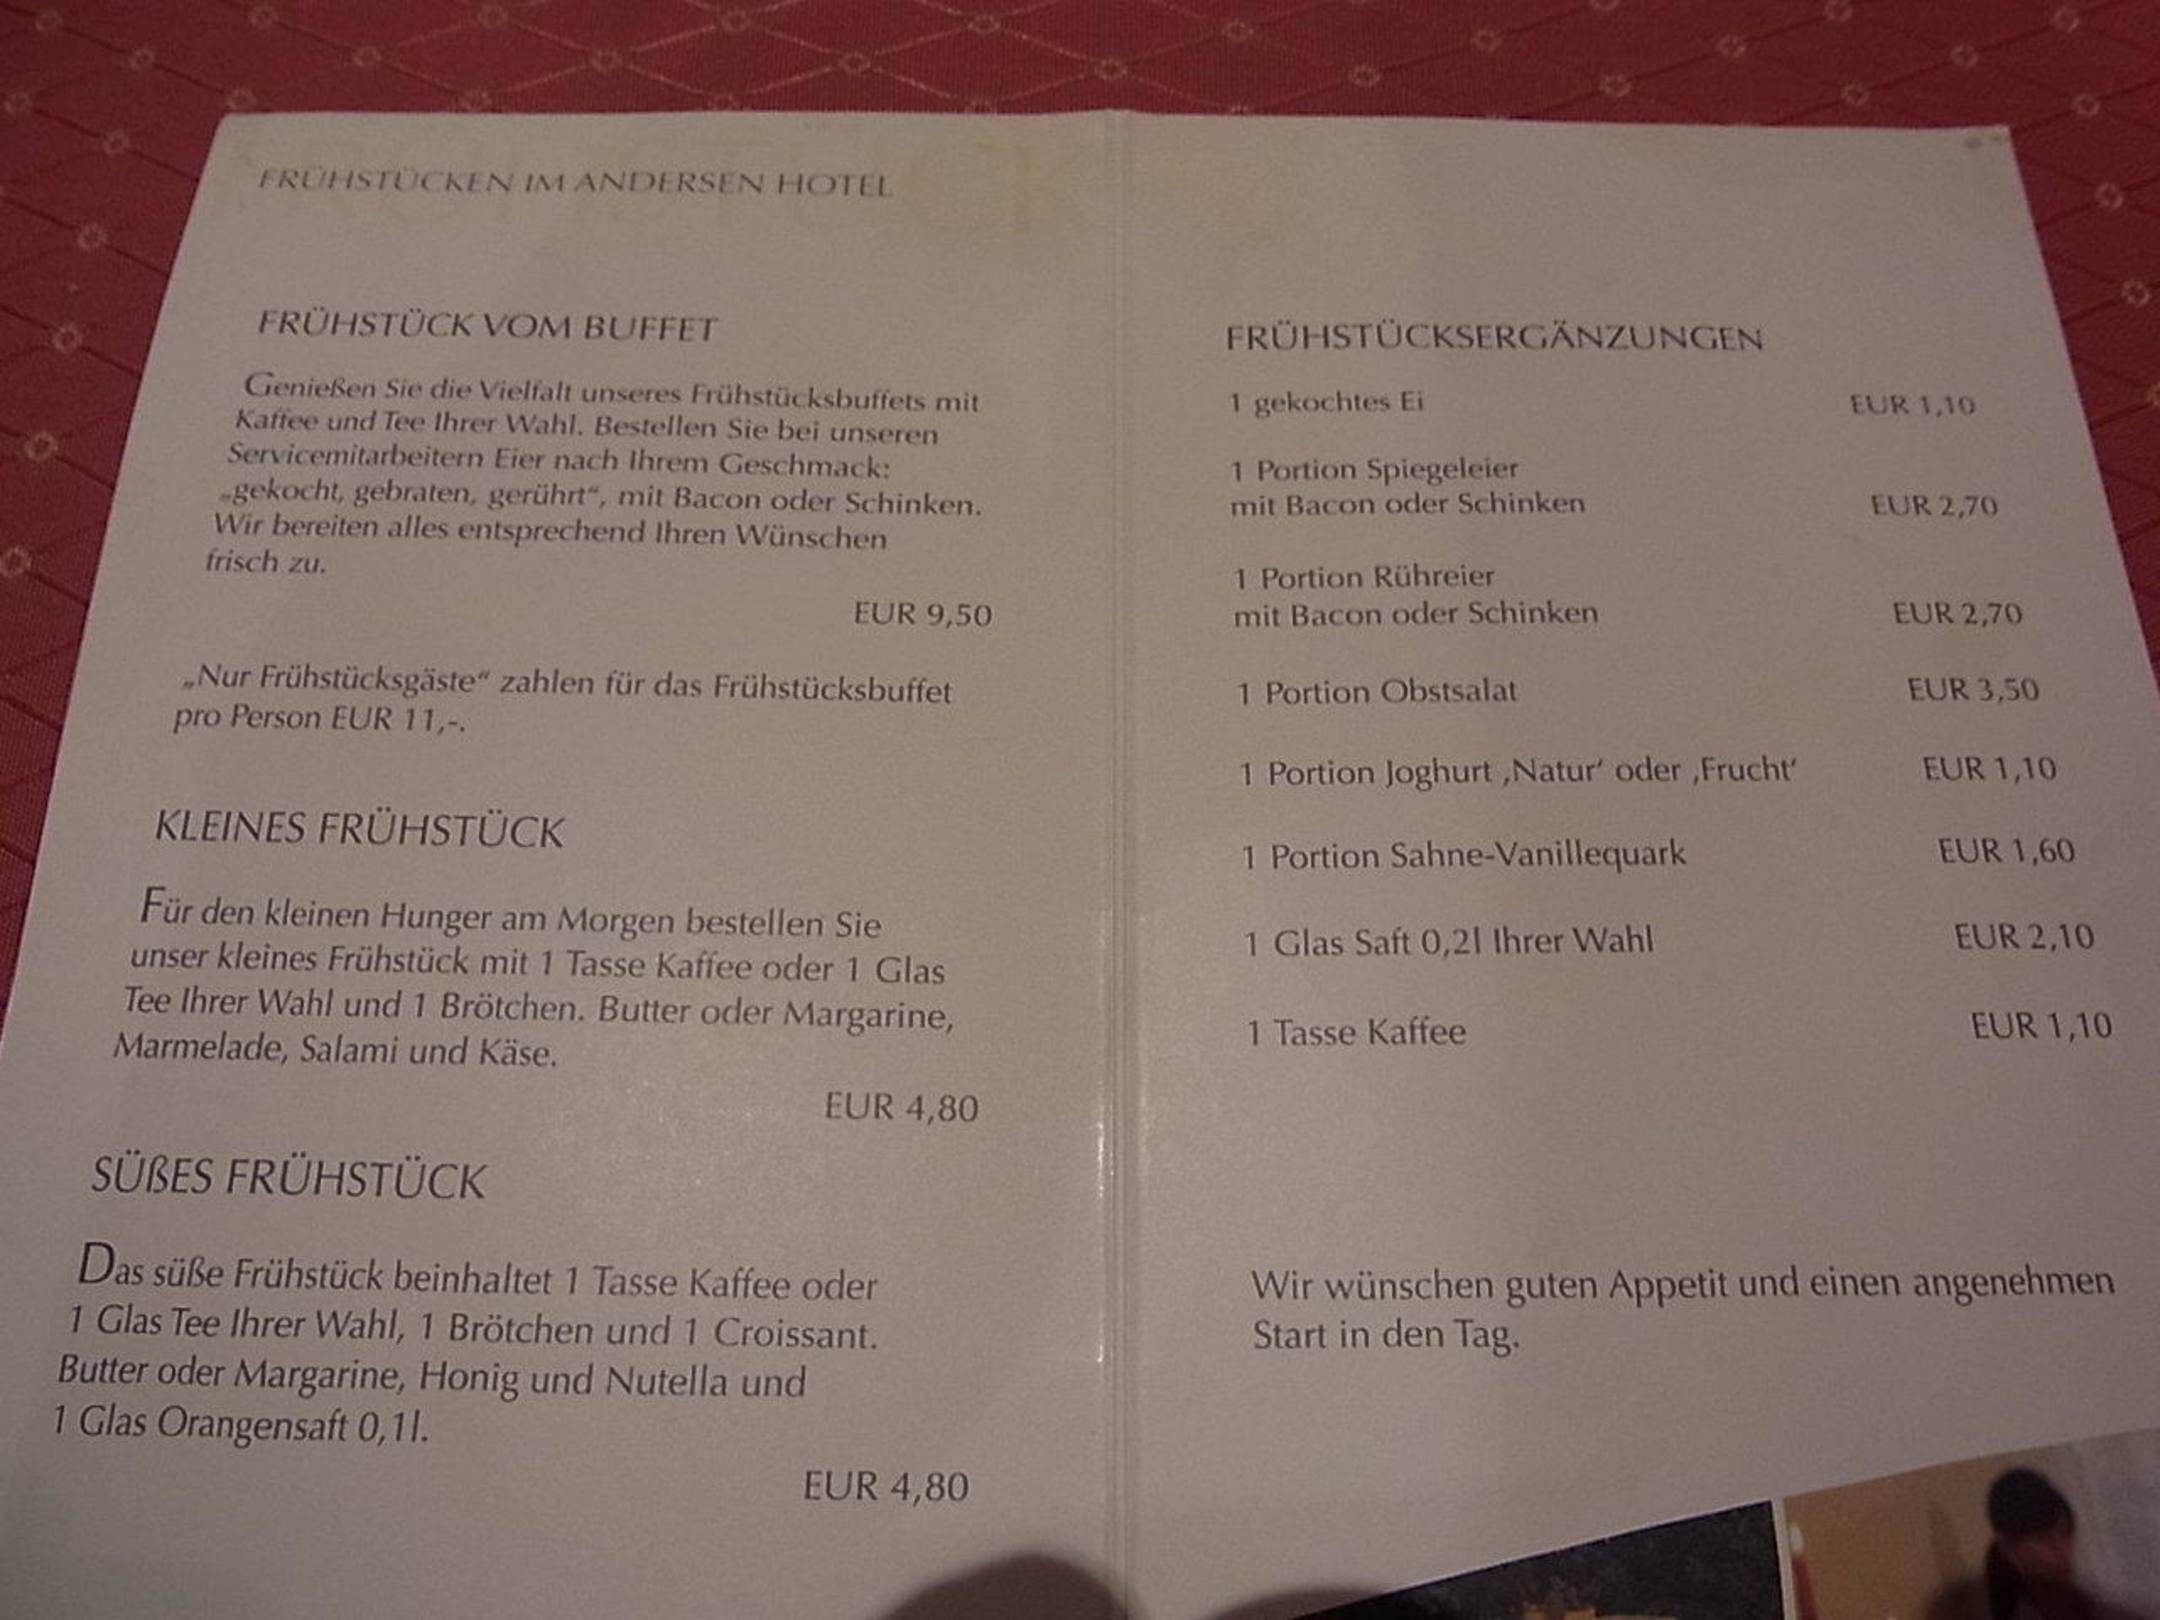 FRÜHSTÜCKEN IM ANDERSEN HOTEL
FRÜHSTÜCK VOM BUFFET
Genießen Sie die Vielfalt unseres Frühstücksbuffets mit
Kaffee und Tee Ihrer Wahl. Bestellen Sie bei unseren
Servicemitarbeitern Eier nach Ihrem Geschmack:
„gekocht, gebraten, gerührt“, mit Bacon oder Schinken.
Wir bereiten alles entsprechend Ihren Wünschen
frisch zu.
EUR 9,50
„Nur Frühstücksgäste“ zahlen für das Frühstücksbuffet
pro Person EUR 11,-.
KLEINES FRÜHSTÜCK
Für den kleinen Hunger am Morgen bestellen Sie
unser kleines Frühstück mit 1 Tasse Kaffee oder 1 Glas
Tee Ihrer Wahl und 1 Brötchen. Butter oder Margarine,
Marmelade, Salami und Käse.
EUR 4,80
SÜßES FRÜHSTÜCK
Das süße Frühstück beinhaltet 1 Tasse Kaffee oder
1 Glas Tee Ihrer Wahl, 1 Brötchen und 1 Croissant.
Butter oder Margarine, Honig und Nutella und
1 Glas Orangensaft 0,1l.
EUR 4,80
FRÜHSTÜCKSERGÄNZUNGEN
1 gekochtes Ei EUR 1,10
1 Portion Spiegeleier
mit Bacon oder Schinken EUR 2,70
1 Portion Rühreier
mit Bacon oder Schinken EUR 2,70
1 Portion Obstsalat EUR 3,50
1 Portion Joghurt ‚Natur‘ oder ‚Frucht‘ EUR 1,10
1 Portion Sahne-Vanillequark EUR 1,60
1 Glas Saft 0,2l Ihrer Wahl EUR 2,10
1 Tasse Kaffee EUR 1,10
Wir wünschen guten Appetit und einen angenehmen
Start in den Tag.